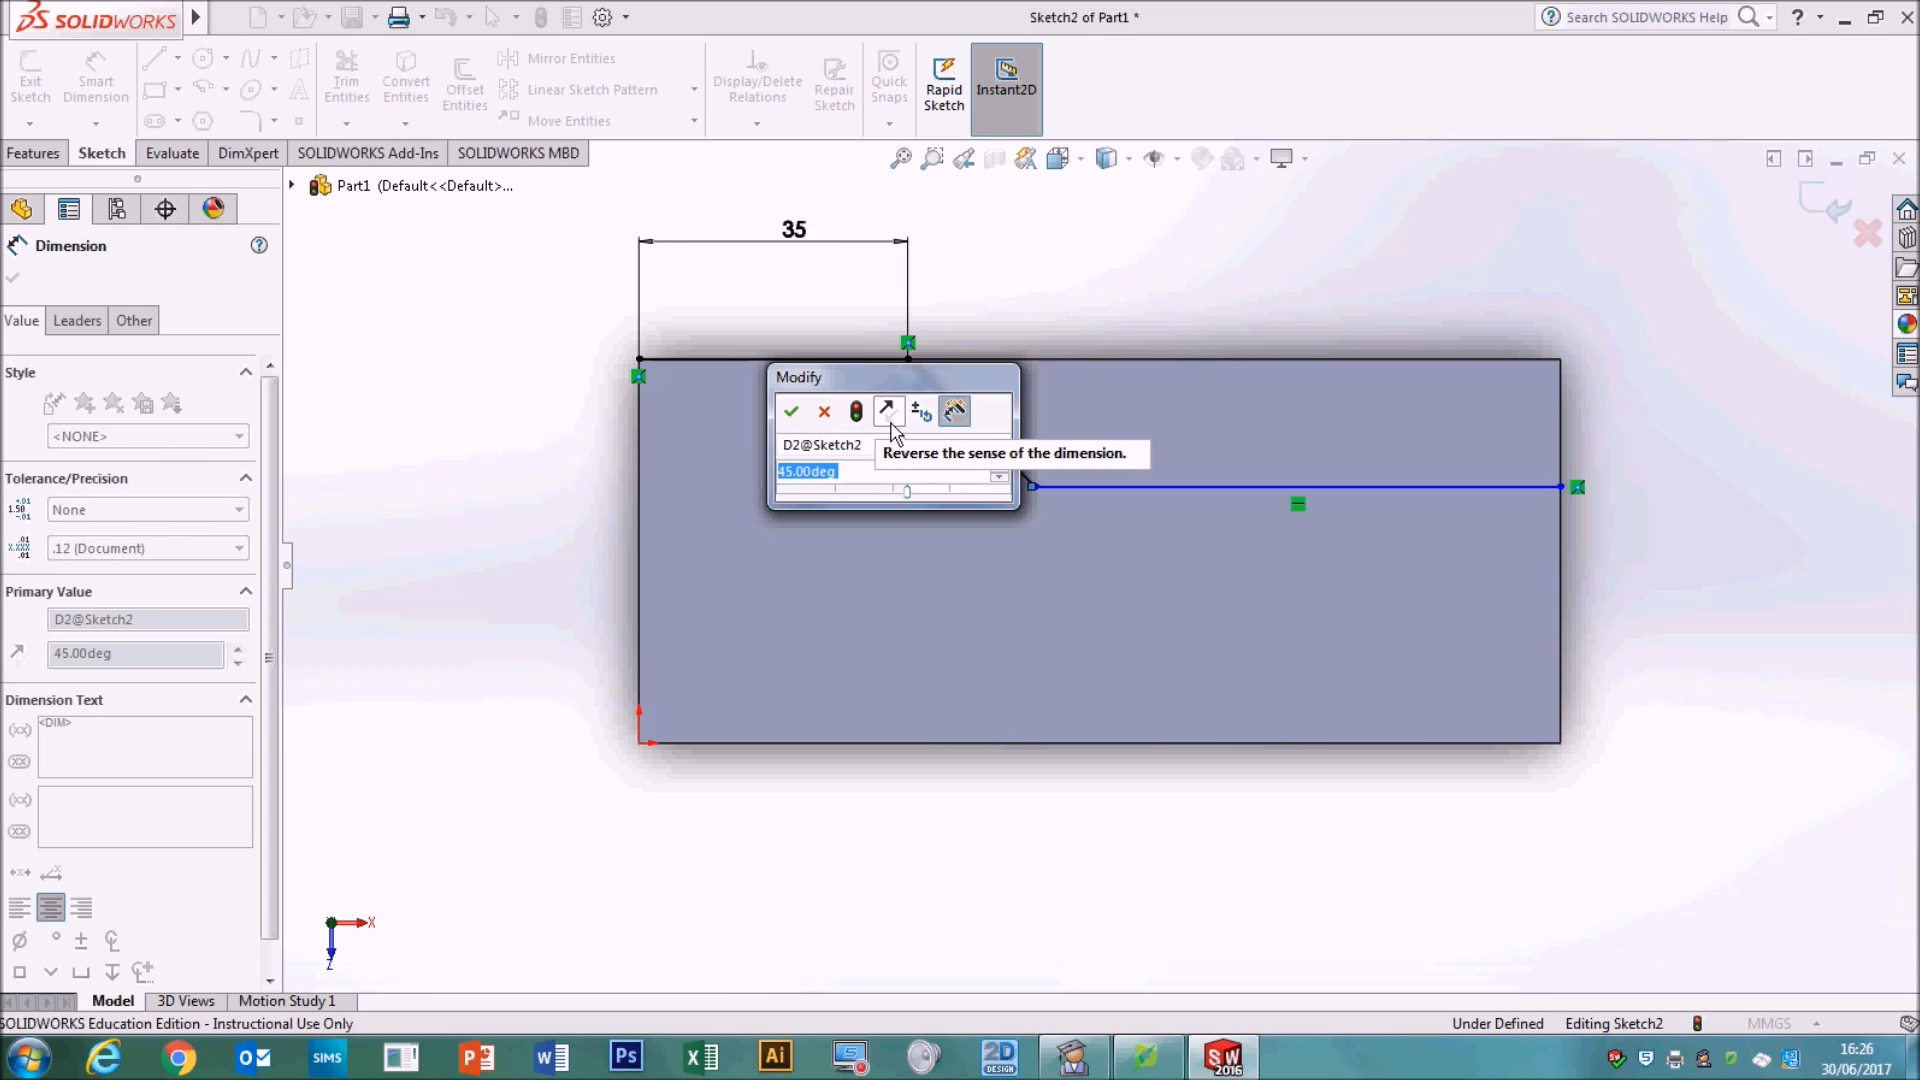 SOLIDWORKS
Sketch2 of Part1 *
Search SOLIDWORKS Help
?
Exit Sketch
Smart Dimension
Trim Entities
Convert Entities
Offset Entities
Mirror Entities
Linear Sketch Pattern
Move Entities
Display/Delete Relations
Repair Sketch
Quick Snaps
Rapid Sketch
Instant2D
Features
Sketch
Evaluate
DimXpert
SOLIDWORKS Add-Ins
SOLIDWORKS MBD
Part1 (Default<<Default>...
Dimension
Value
Leaders
Other
Style
<NONE>
Tolerance/Precision
None
.12 (Document)
Primary Value
D2@Sketch2
45.00deg
Dimension Text
<DIM>
35
Modify
D2@Sketch2
Reverse the sense of the dimension.
45.00deg
X
Z
Model
3D Views
Motion Study 1
SOLIDWORKS Education Edition - Instructional Use Only
Under Defined
Editing Sketch2
MMGS
SIMS
Ps
Ai
2D DESIGN
SW 2016
16:26
30/06/2017